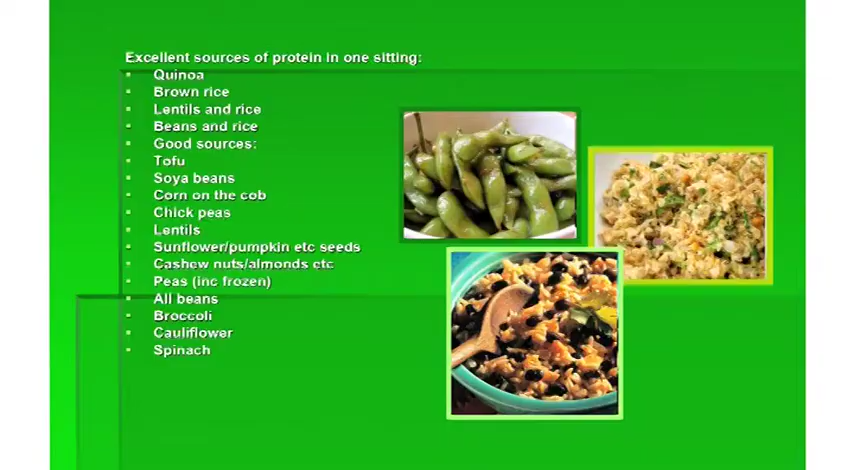 Excellent sources of protein in one sitting:
Quinoa
Brown rice
Lentils and rice
Beans and rice
Good sources:
Tofu
Soya beans
Corn on the cob
Chick peas
Lentils
Sunflower/pumpkin etc seeds
Cashew nuts/almonds etc
Peas (inc frozen)
All beans
Broccoli
Cauliflower
Spinach